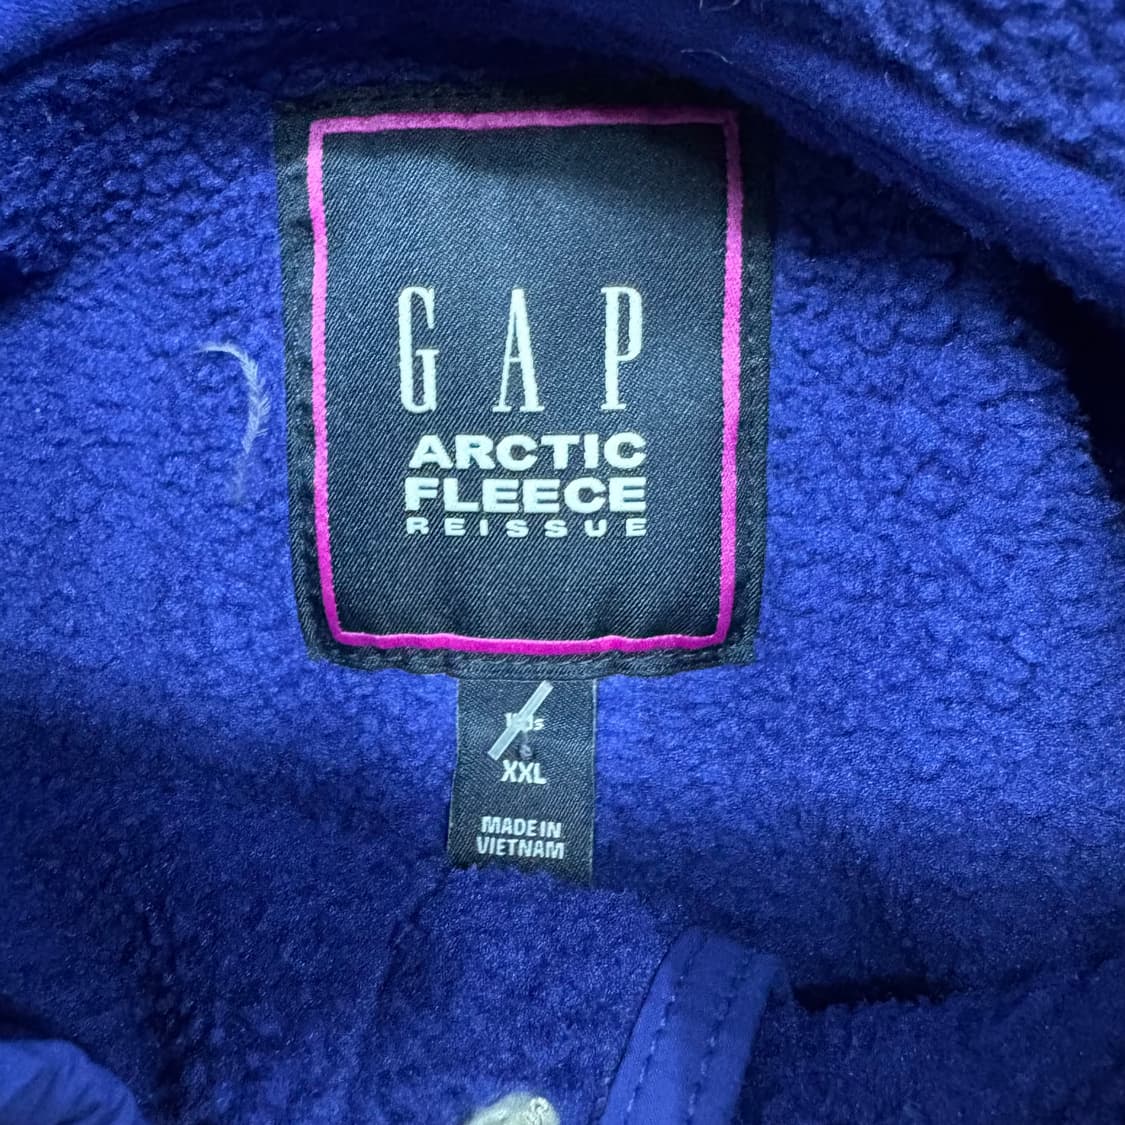 GAP
ARCTIC
FLEECE
REISSUE
XXL
MADE IN
VIETNAM